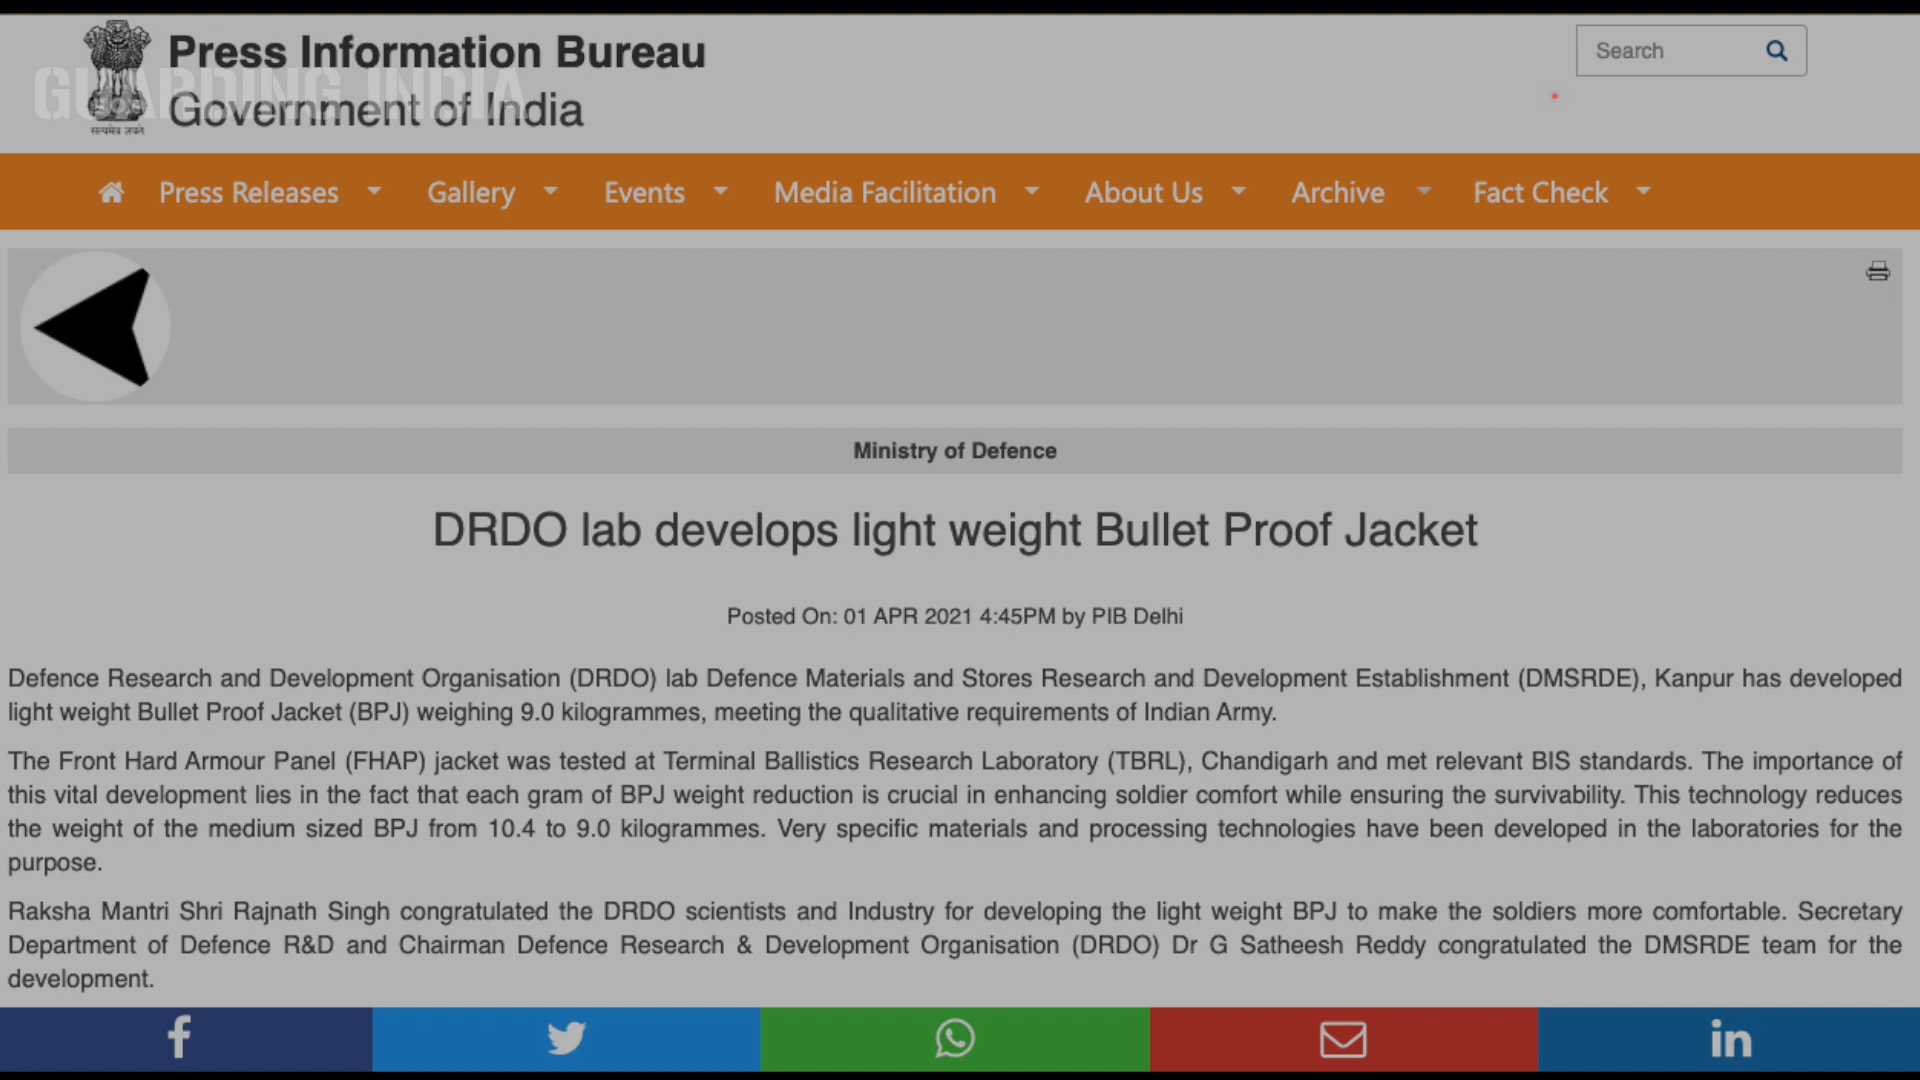 Press Information Bureau
Government of India
GUARDING INDIA
सत्यमेव जयते
Search
Press Releases Gallery Events Media Facilitation About Us Archive Fact Check
Ministry of Defence
DRDO lab develops light weight Bullet Proof Jacket
Posted On: 01 APR 2021 4:45PM by PIB Delhi
Defence Research and Development Organisation (DRDO) lab Defence Materials and Stores Research and Development Establishment (DMSRDE), Kanpur has developed
light weight Bullet Proof Jacket (BPJ) weighing 9.0 kilogrammes, meeting the qualitative requirements of Indian Army.
The Front Hard Armour Panel (FHAP) jacket was tested at Terminal Ballistics Research Laboratory (TBRL), Chandigarh and met relevant BIS standards. The importance of
this vital development lies in the fact that each gram of BPJ weight reduction is crucial in enhancing soldier comfort while ensuring the survivability. This technology reduces
the weight of the medium sized BPJ from 10.4 to 9.0 kilogrammes. Very specific materials and processing technologies have been developed in the laboratories for the
purpose.
Raksha Mantri Shri Rajnath Singh congratulated the DRDO scientists and Industry for developing the light weight BPJ to make the soldiers more comfortable. Secretary
Department of Defence R&D and Chairman Defence Research & Development Organisation (DRDO) Dr G Satheesh Reddy congratulated the DMSRDE team for the
development.